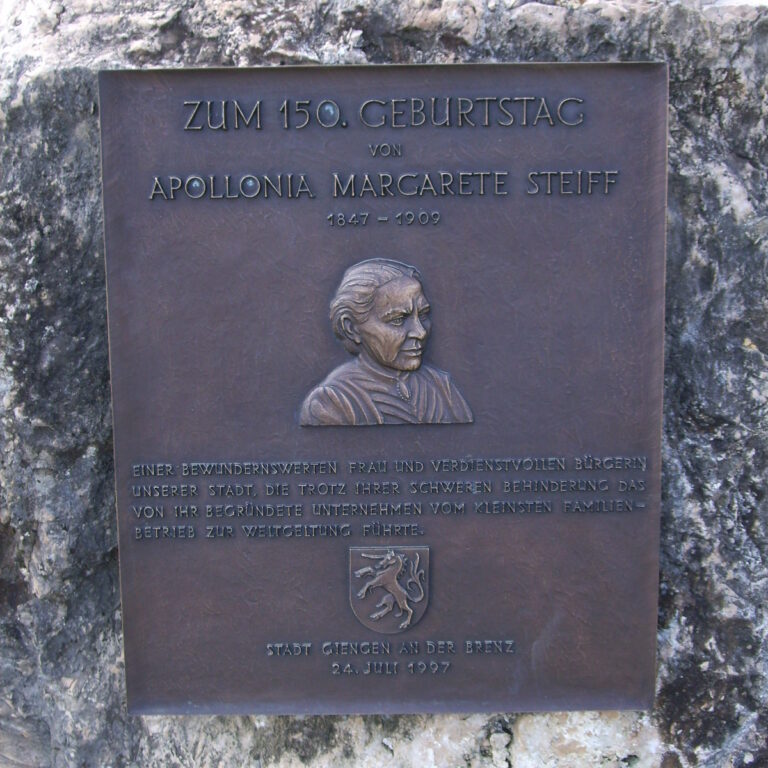 ZUM 150. GEBURTSTAG
VON
APOLLONIA MARGARETE STEIFF
1847 – 1909
EINER BEWUNDERNSWERTEN FRAU UND VERDIENSTVOLLEN BÜRGERIN
UNSERER STADT, DIE TROTZ IHRER SCHWEREN BEHINDERUNG DAS
VON IHR BEGRÜNDETE UNTERNEHMEN VOM KLEINSTEN FAMILIEN-
BETRIEB ZUR WELTGELTUNG FÜHRTE.
STADT GIENGEN AN DER BRENZ
24. JULI 1997